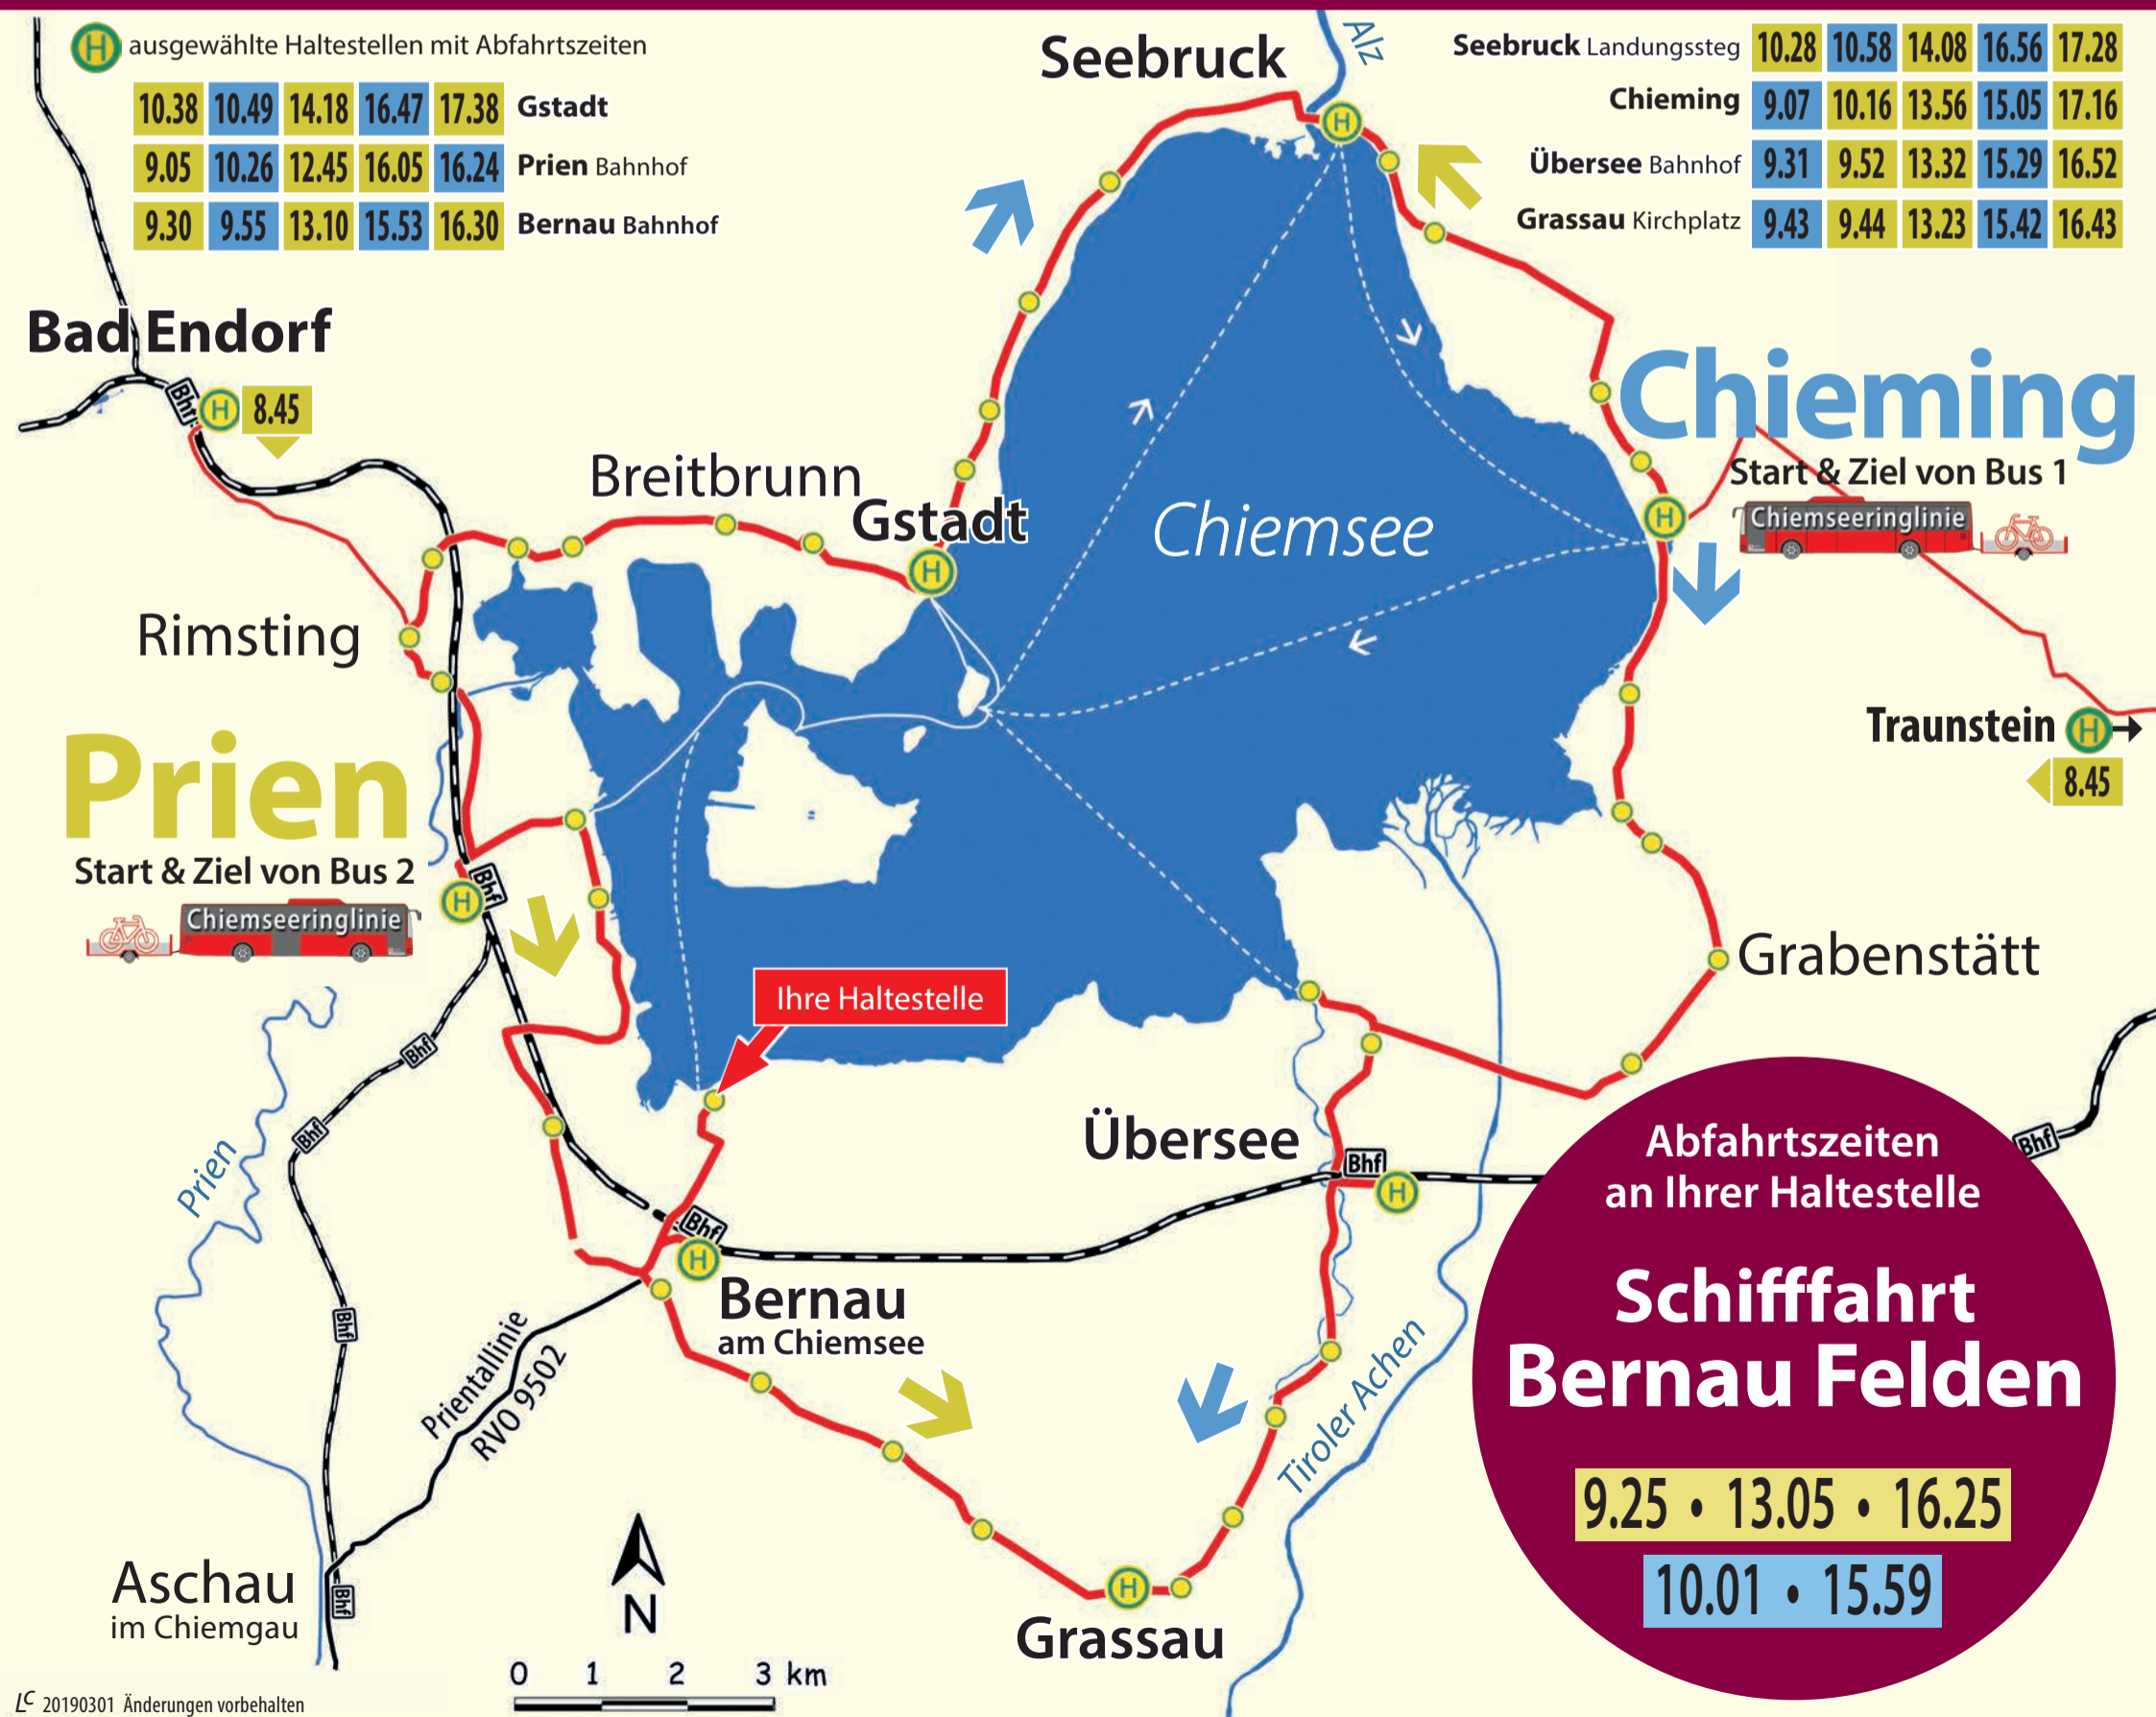 H ausgewählte Haltestellen mit Abfahrtszeiten
10.38 10.49 14.18 16.47 17.38 Gstadt
9.05 10.26 12.45 16.05 16.24 Prien Bahnhof
9.30 9.55 13.10 15.53 16.30 Bernau Bahnhof
Seebruck
Alz
Seebruck Landungssteg 10.28 10.58 14.08 16.56 17.28
Chieming 9.07 10.16 13.56 15.05 17.16
Übersee Bahnhof 9.31 9.52 13.32 15.29 16.52
Grassau Kirchplatz 9.43 9.44 13.23 15.42 16.43
H
Bad Endorf
Bhf H 8.45
Chieming
Start & Ziel von Bus 1
Chiemseeringlinie
H
Breitbrunn
Gstadt
H
Chiemsee
Rimsting
Traunstein H
8.45
Prien
Start & Ziel von Bus 2
Chiemseeringlinie
H
Bhf
Grabenstätt
Ihre Haltestelle
Bhf
Bhf
Prien
Übersee
Bhf
H
Bhf
Bhf
H
Bernau
am Chiemsee
Bhf
Prientallinie
RVO 9502
Tiroler Achen
Abfahrtszeiten
an Ihrer Haltestelle
Schifffahrt
Bernau Felden
9.25 • 13.05 • 16.25
10.01 • 15.59
Aschau
im Chiemgau
Bhf
N
H
Grassau
0 1 2 3 km
LC 20190301 Änderungen vorbehalten